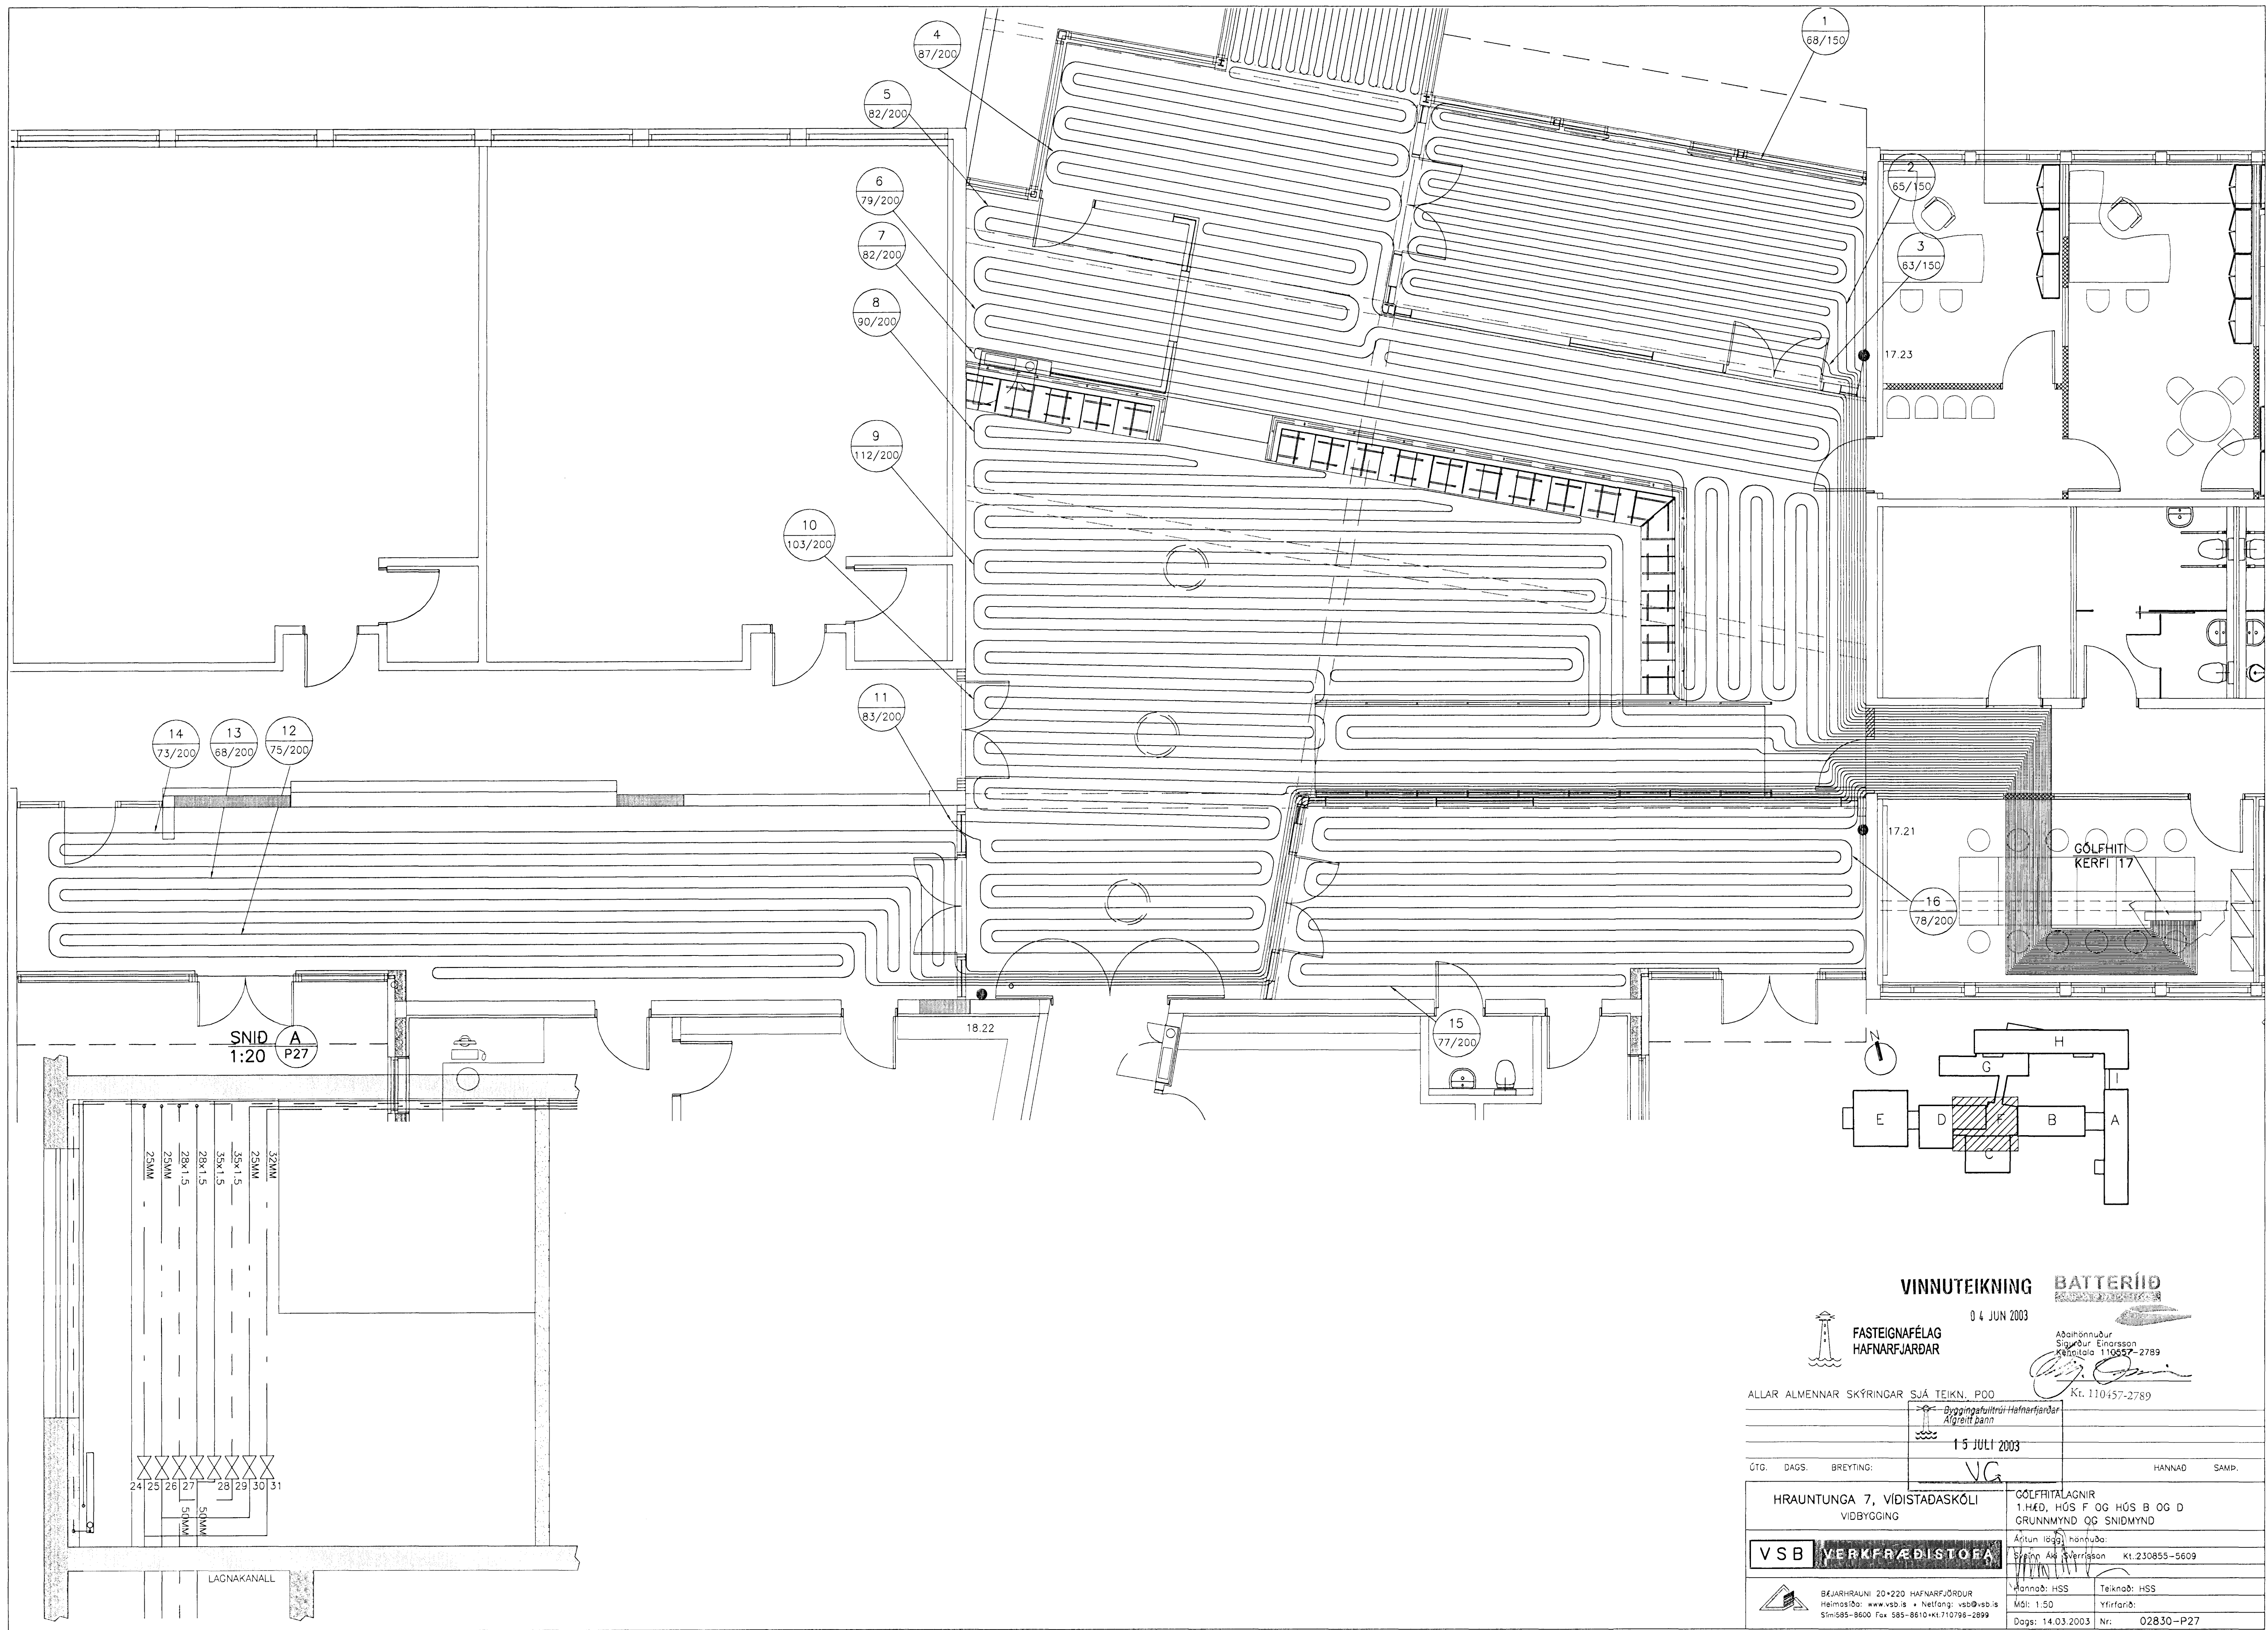 4
87/200
1
68/150
5
82/200
6
79/200
2
65/150
7
82/200
3
63/150
8
90/200
17.23
9
112/200
10
103/200
11
83/200
14
73/200
13
68/200
12
75/200
17.21
GÓLFHITI
KERFI 17
16
78/200
15
77/200
18.22
SNIÐ
1:20
A
P27
N
H
G
I
E
D
F
B
A
C
25MM
25MM
28x1.5
28x1.5
35x1.5
35x1.5
25MM
32MM
24 25 26 27 28 29 30 31
50MM
50MM
LAGNAKANALL
VINNUTEIKNING
BATTERÍIÐ
04 JUN 2003
FASTEIGNAFÉLAG
HAFNARFJARÐAR
Aðalhönnuður
Sigurður Einarsson
Kennitala 110557-2789
Kt. 110457-2789
ALLAR ALMENNAR SKÝRINGAR SJÁ TEIKN. P00
Byggingafulltrúi Hafnarfjarðar
Afgreitt þann
15 JULI 2003
VG
ÚTG. DAGS. BREYTING: HANNAÐ SAMÞ.
HRAUNTUNGA 7, VÍÐISTAÐASKÓLI
VIÐBYGGING
GÓLFHITALAGNIR
1.HÆÐ, HÚS F OG HÚS B OG D
GRUNNMYND OG SNIÐMYND
Áritun lögg. hönnuða:
Sveinn Áki Sverrisson Kt.230855-5609
VSB VERKFRÆÐISTOFA
BÆJARHRAUNI 20•220 HAFNARFJÖRÐUR
Heimasíða: www.vsb.is • Netfang: vsb@vsb.is
Sími585-8600 Fax 585-8610•Kt.710796-2899
Hannað: HSS
Teiknað: HSS
Mál: 1:50
Yfirfarið:
Dags: 14.03.2003
Nr: 02830-P27